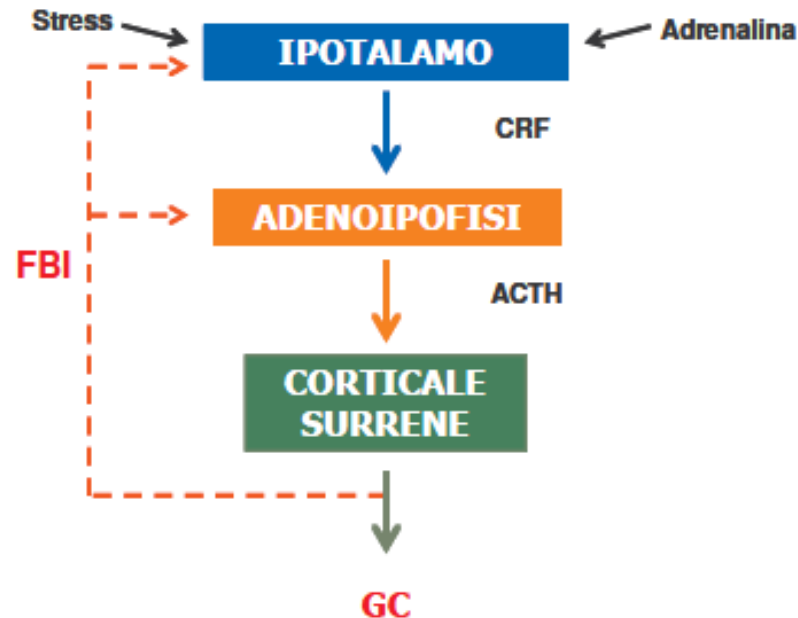 Stress
Adrenalina
IPOTALAMO
CRF
ADENOIPOFISI
FBI
ACTH
CORTICALE
SURRENE
GC